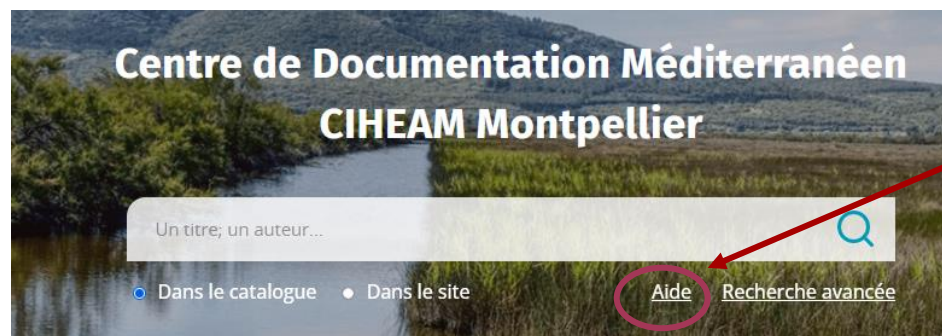 Centre de Documentation Méditerranéen
CIHEAM Montpellier
Un titre; un auteur...
Dans le catalogue Dans le site Aide Recherche avancée